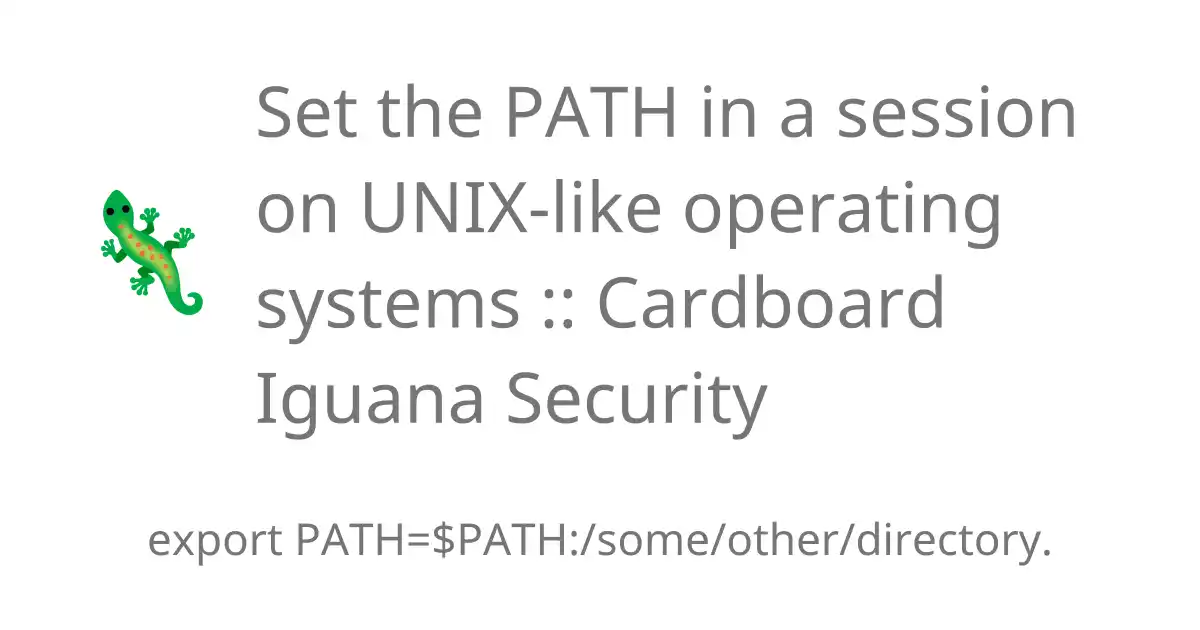 Set the PATH in a session
on UNIX-like operating
systems :: Cardboard
Iguana Security
export PATH=$PATH:/some/other/directory.